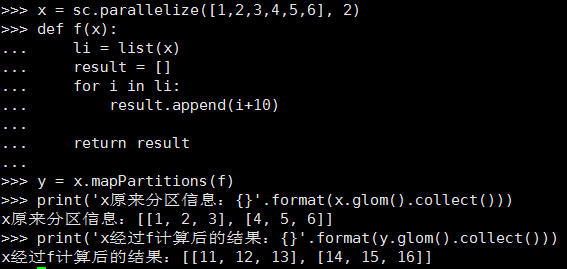 >>> x = sc.parallelize([1,2,3,4,5,6], 2)
>>> def f(x):
...     li = list(x)
...     result = []
...     for i in li:
...         result.append(i+10)
...
...     return result
...
>>> y = x.mapPartitions(f)
>>> print('x原来分区信息: {}'.format(x.glom().collect()))
x原来分区信息: [[1, 2, 3], [4, 5, 6]]
>>> print('x经过f计算后的结果: {}'.format(y.glom().collect()))
x经过f计算后的结果: [[11, 12, 13], [14, 15, 16]]